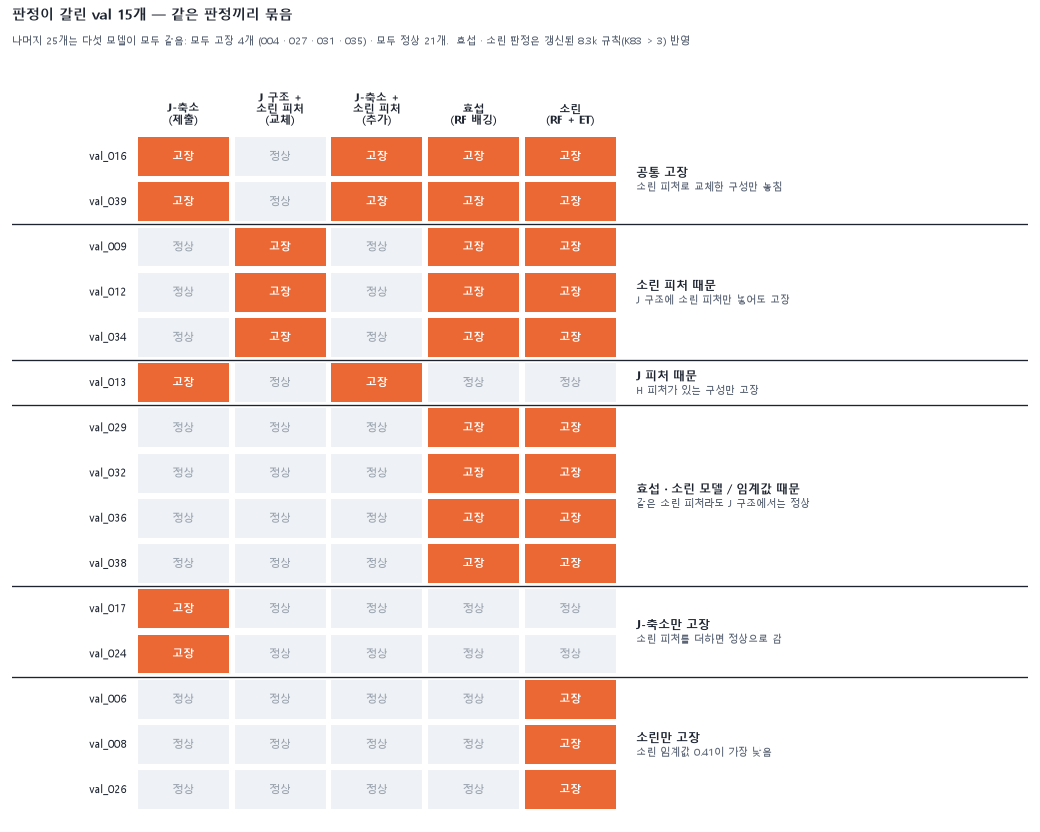 판정이 갈린 val 15개 — 같은 판정끼리 묶음
나머지 25개는 다섯 모델이 모두 같음: 모두 고장 4개 (004 · 027 · 031 · 035) · 모두 정상 21개. 효섭 · 소린 판정은 갱신된 8.3k 규칙(K83 > 3) 반영
J-축소
(제출)
J 구조 +
소린 피처
(교체)
J-축소 +
소린 피처
(추가)
효섭
(RF 배깅)
소린
(RF + ET)
val_016 고장 정상 고장 고장 고장
val_039 고장 정상 고장 고장 고장
공통 고장
소린 피처로 교체한 구성만 놓침
val_009 정상 고장 정상 고장 고장
val_012 정상 고장 정상 고장 고장
val_034 정상 고장 정상 고장 고장
소린 피처 때문
J 구조에 소린 피처만 넣어도 고장
val_013 고장 정상 고장 정상 정상
J 피처 때문
H 피처가 있는 구성만 고장
val_029 정상 정상 정상 고장 고장
val_032 정상 정상 정상 고장 고장
val_036 정상 정상 정상 고장 고장
val_038 정상 정상 정상 고장 고장
효섭 · 소린 모델 / 임계값 때문
같은 소린 피처라도 J 구조에서는 정상
val_017 고장 정상 정상 정상 정상
val_024 고장 정상 정상 정상 정상
J-축소만 고장
소린 피처를 더하면 정상으로 감
val_006 정상 정상 정상 정상 고장
val_008 정상 정상 정상 정상 고장
val_026 정상 정상 정상 정상 고장
소린만 고장
소린 임계값 0.41이 가장 낮음